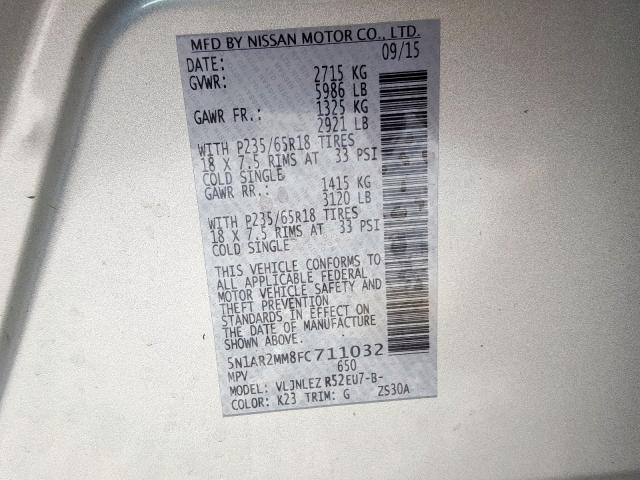 MFD BY NISSAN MOTOR CO., LTD.
DATE: 09/15
GVWR: 2715 KG
5986 LB
GAWR FR.: 1325 KG
2921 LB
WITH P235/65R18 TIRES
18 X 7.5 RIMS AT 33 PSI
COLD SINGLE
GAWR RR.: 1415 KG
3120 LB
WITH P235/65R18 TIRES
18 X 7.5 RIMS AT 33 PSI
COLD SINGLE
THIS VEHICLE CONFORMS TO
ALL APPLICABLE FEDERAL
MOTOR VEHICLE SAFETY AND
THEFT PREVENTION
STANDARDS IN EFFECT ON
THE DATE OF MANUFACTURE
SHOWN ABOVE.
5N1AR2MM8FC711032
MPV 650
MODEL: VLJNLEZ R52EU7-B-
COLOR: K23 TRIM: G ZS30A